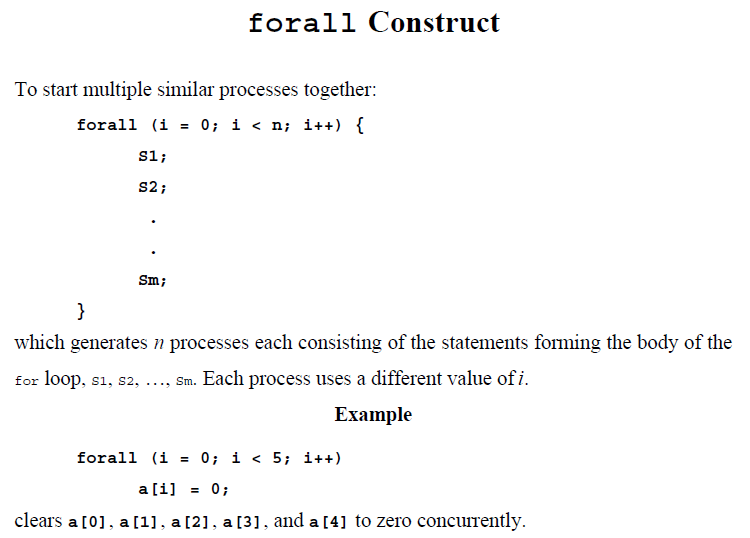 forall Construct
To start multiple similar processes together:
forall (i = 0; i < n; i++) {
S1;
S2;
.
.
Sm;
}
which generates n processes each consisting of the statements forming the body of the
for loop, S1, S2, …, Sm. Each process uses a different value of i.
Example
forall (i = 0; i < 5; i++)
a[i] = 0;
clears a[0], a[1], a[2], a[3], and a[4] to zero concurrently.